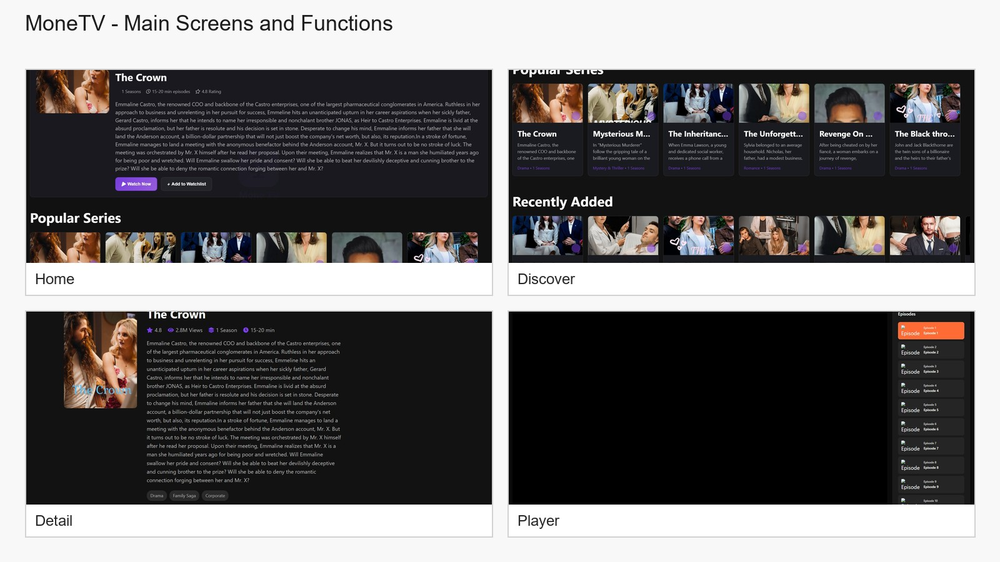 MoneTV - Main Screens and Functions
The Crown
1 Seasons 15-20 min episodes 4.8 Rating
Emmaline Castro, the renowned COO and backbone of the Castro enterprises, one of the largest pharmaceutical conglomerates in America. Ruthless in her
approach to business and unrelenting in her pursuit for success, Emmeline hits an unanticipated upturn in her career aspirations when her sickly father,
Gerard Castro, informs her that he intends to name her irresponsible and nonchalant brother JONAS, as Heir to Castro Enterprises. Emmaline is livid at the
absurd proclamation, but her father is resolute and his decision is set in stone. Desperate to change his mind, Emmaline informs her father that she will
land the Anderson account, a billion-dollar partnership that will not just boost the company's net worth, but also, its reputation.In a stroke of fortune,
Emmaline manages to land a meeting with the anonymous benefactor behind the Anderson account, Mr. X. But it turns out to be no stroke of luck. The
meeting was orchestrated by Mr. X himself after he read her proposal. Upon their meeting, Emmaline realizes that Mr. X is a man she humiliated years ago
for being poor and wretched. Will Emmaline swallow her pride and consent? Will she be able to beat her devilishly deceptive and cunning brother to the
prize? Will she be able to deny the romantic connection forging between her and Mr. X?
Watch Now + Add to Watchlist
Popular Series
Home
Popular Series
MYSTERIOUS
THE
The Crown
Emmaline Castro, the
renowned COO and backbone
of the Castro enterprises, one
Drama • 1 Seasons
Mysterious M...
In "Mysterious Murderer"
follow the gripping tale of a
brilliant young woman on the
Mystery & Thriller • 1 Seasons
The Inheritanc...
When Emma Lawson, a young
and dedicated social worker,
receives a phone call from a
Drama • 1 Seasons
The Unforgett...
Sylvia belonged to an average
household. Nicholas, her
father, had a modest business.
Romance • 1 Seasons
Revenge On ...
After being cheated on by her
fiancé, a woman embarks on a
journey of revenge,
Drama • 1 Seasons
The Black thro...
John and Jack Blackthorne are
the twin sons of a billionaire
and the heirs to their father's
Drama • 1 Seasons
Recently Added
THE
Discover
The Crown
4.8 2.8M Views 1 Season 15-20 min
The Crown
Emmaline Castro, the renowned COO and backbone of the Castro enterprises, one
of the largest pharmaceutical conglomerates in America. Ruthless in her approach
to business and unrelenting in her pursuit for success, Emmeline hits an
unanticipated upturn in her career aspirations when her sickly father, Gerard
Castro, informs her that he intends to name her irresponsible and nonchalant
brother JONAS, as Heir to Castro Enterprises. Emmaline is livid at the absurd
proclamation, but her father is resolute and his decision is set in stone. Desperate
to change his mind, Emmaline informs her father that she will land the Anderson
account, a billion-dollar partnership that will not just boost the company's net
worth, but also, its reputation.In a stroke of fortune, Emmaline manages to land a
meeting with the anonymous benefactor behind the Anderson account, Mr. X. But
it turns out to be no stroke of luck. The meeting was orchestrated by Mr. X himself
after he read her proposal. Upon their meeting, Emmaline realizes that Mr. X is a
man she humiliated years ago for being poor and wretched. Will Emmaline
swallow her pride and consent? Will she be able to beat her devilishly deceptive
and cunning brother to the prize? Will she be able to deny the romantic
connection forging between her and Mr. X?
Drama Family Saga Corporate
Detail
Episodes
Episode 1
Episode Episode 1
Episode 2
Episode Episode 2
Episode 3
Episode Episode 3
Episode 4
Episode Episode 4
Episode 5
Episode Episode 5
Episode 6
Episode Episode 6
Episode 7
Episode Episode 7
Episode 8
Episode Episode 8
Episode 9
Episode Episode 9
Episode 10
Player